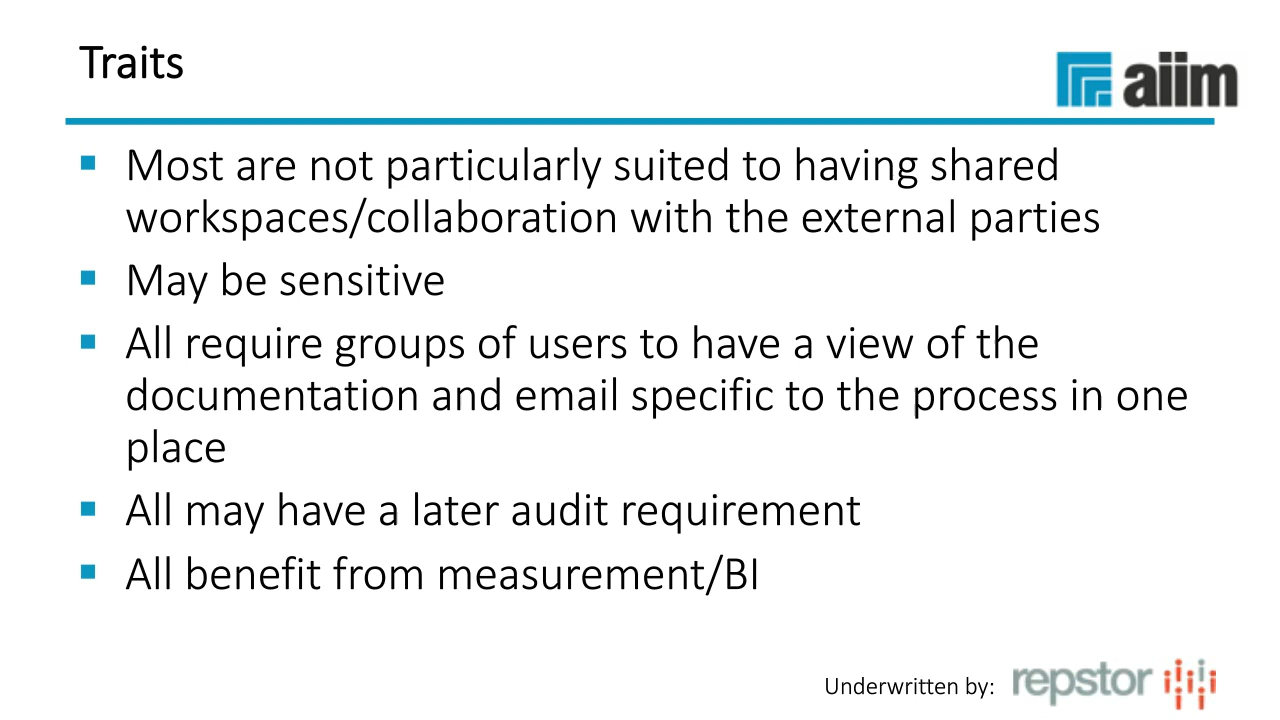 Traits
aiim
Most are not particularly suited to having shared
workspaces/collaboration with the external parties
May be sensitive
All require groups of users to have a view of the
documentation and email specific to the process in one
place
All may have a later audit requirement
All benefit from measurement/BI
Underwritten by: repstor